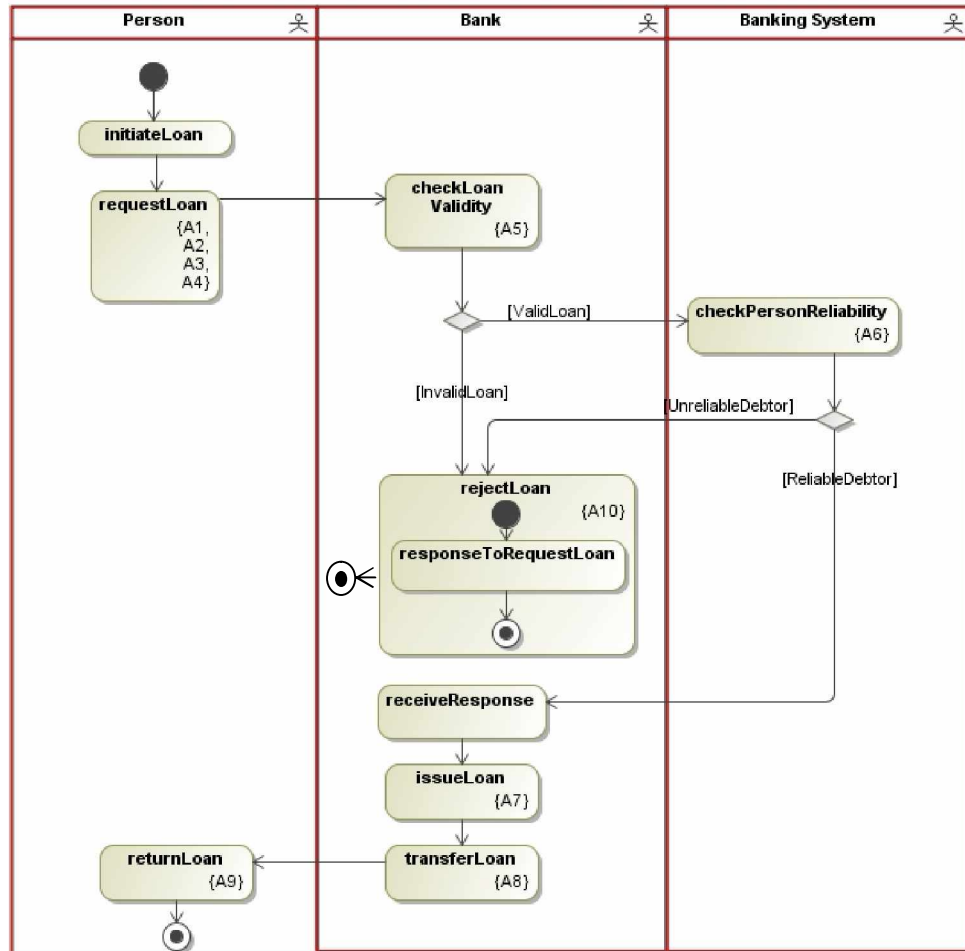 Person
Bank
Banking System
initiateLoan
requestLoan
{A1,
A2,
A3,
A4}
checkLoan
Validity
{A5}
[ValidLoan]
checkPersonReliability
{A6}
[InvalidLoan]
[UnreliableDebtor]
[ReliableDebtor]
rejectLoan
{A10}
responseToRequestLoan
receiveResponse
issueLoan
{A7}
transferLoan
{A8}
returnLoan
{A9}